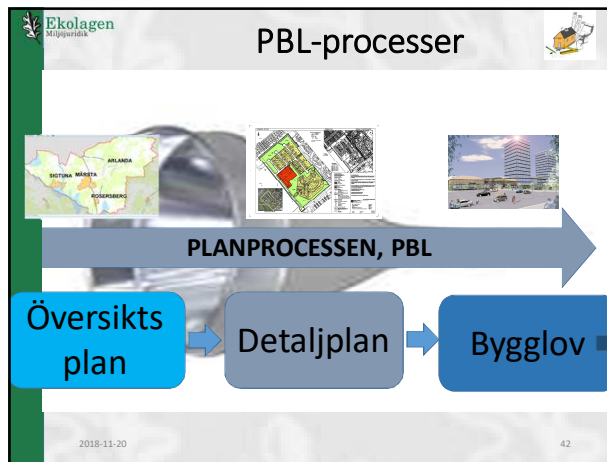 Ekolagen
Miljöjuridik
PBL-processer
ARLANDA
SIGTUNA
MÄRSTA
ROSERSBERG
PLANPROCESSEN, PBL
Översikts
plan
Detaljplan
Bygglov
2018-11-20
42